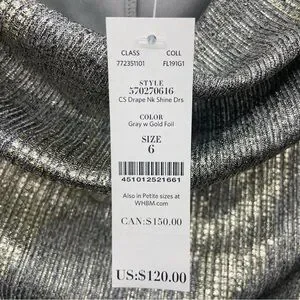 CLASS COLL
772351101 FL191G1
STYLE
570270616
CS Drape Nk Shine Drs
COLOR
Gray w Gold Foil
SIZE
6
451012521661
Also in Petite sizes at
WHBM.com
CAN:$150.00
US:$120.00